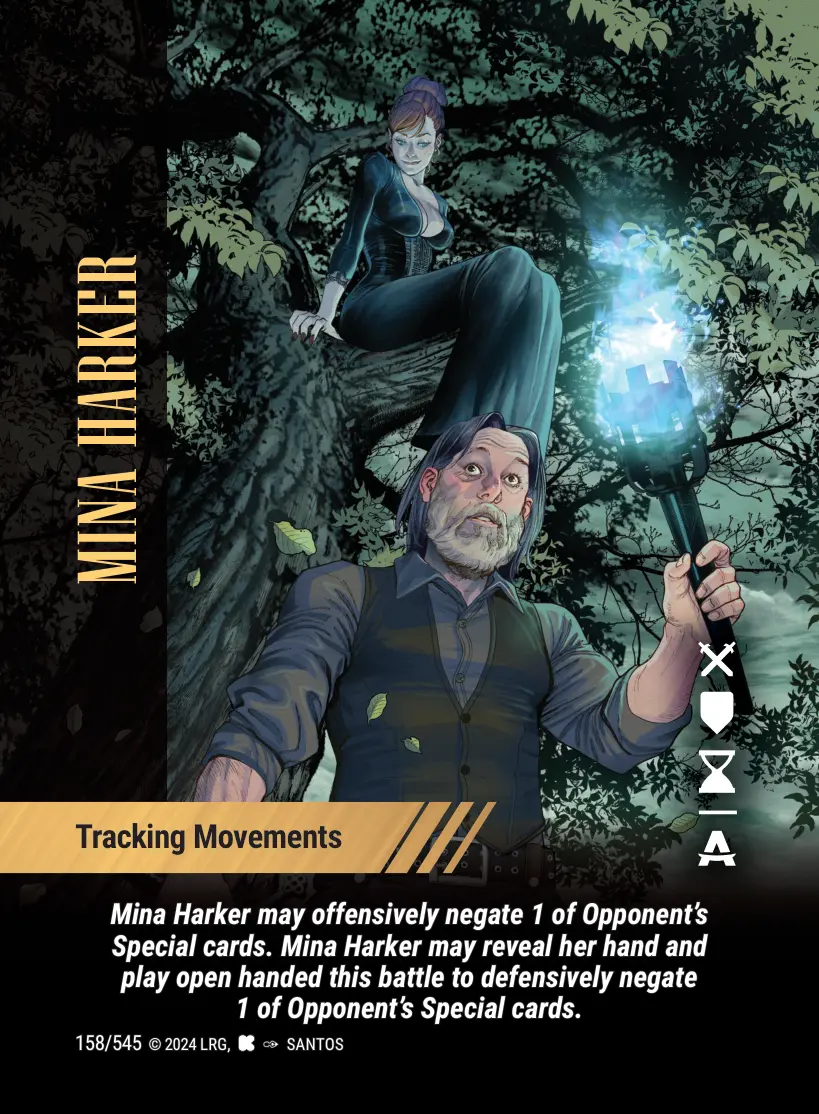 MINA HARKER
Tracking Movements
Mina Harker may offensively negate 1 of Opponent’s
Special cards. Mina Harker may reveal her hand and
play open handed this battle to defensively negate
1 of Opponent’s Special cards.
158/545 © 2024 LRG, SANTOS